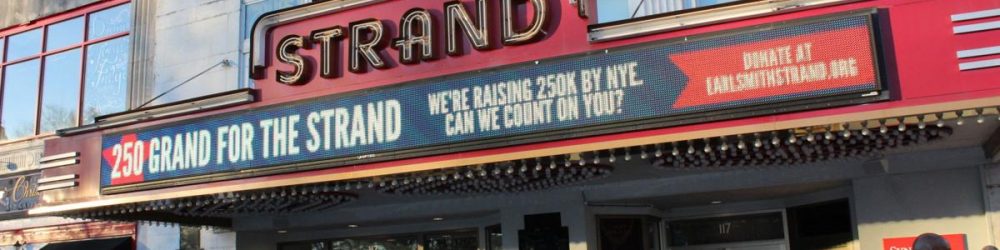 STRAND
250 GRAND FOR THE STRAND
WE'RE RAISING 250K BY NYE.
CAN WE COUNT ON YOU?
DONATE AT
EARLSMITHSTRAND.ORG
117